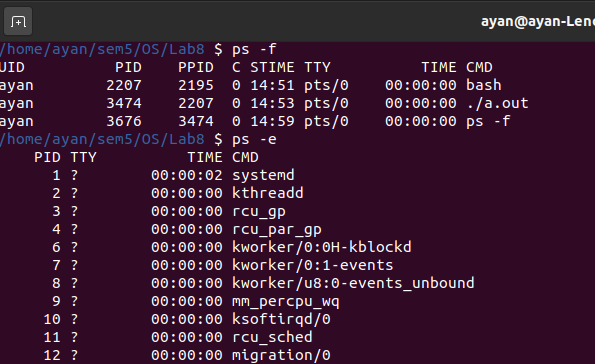 ayan@ayan-Leno
/home/ayan/sem5/OS/Lab8 $ ps -f
UID PID PPID C STIME TTY TIME CMD
ayan 2207 2195 0 14:51 pts/0 00:00:00 bash
ayan 3474 2207 0 14:53 pts/0 00:00:00 ./a.out
ayan 3676 3474 0 14:59 pts/0 00:00:00 ps -f
/home/ayan/sem5/OS/Lab8 $ ps -e
PID TTY TIME CMD
1 ? 00:00:02 systemd
2 ? 00:00:00 kthreadd
3 ? 00:00:00 rcu_gp
4 ? 00:00:00 rcu_par_gp
6 ? 00:00:00 kworker/0:0H-kblockd
7 ? 00:00:00 kworker/0:1-events
8 ? 00:00:00 kworker/u8:0-events_unbound
9 ? 00:00:00 mm_percpu_wq
10 ? 00:00:00 ksoftirqd/0
11 ? 00:00:00 rcu_sched
12 ? 00:00:00 migration/0